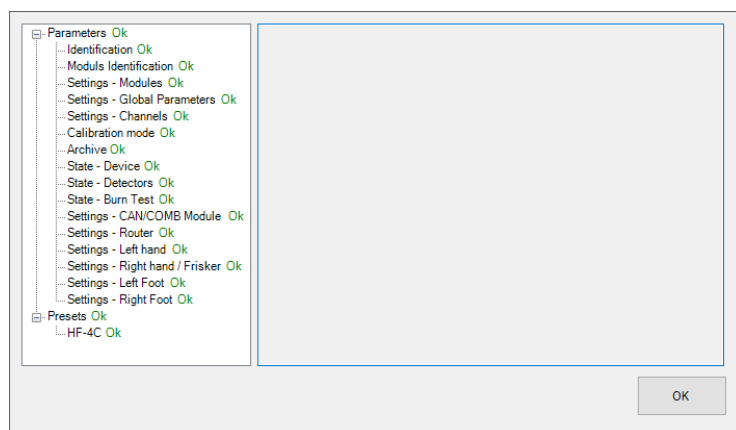 Parameters Ok
Identification Ok
Moduls Identification Ok
Settings - Modules Ok
Settings - Global Parameters Ok
Settings - Channels Ok
Calibration mode Ok
Archive Ok
State - Device Ok
State - Detectors Ok
State - Burn Test Ok
Settings - CAN/COMB Module Ok
Settings - Router Ok
Settings - Left hand Ok
Settings - Right hand / Frisker Ok
Settings - Left Foot Ok
Settings - Right Foot Ok
Presets Ok
HF-4C Ok
OK